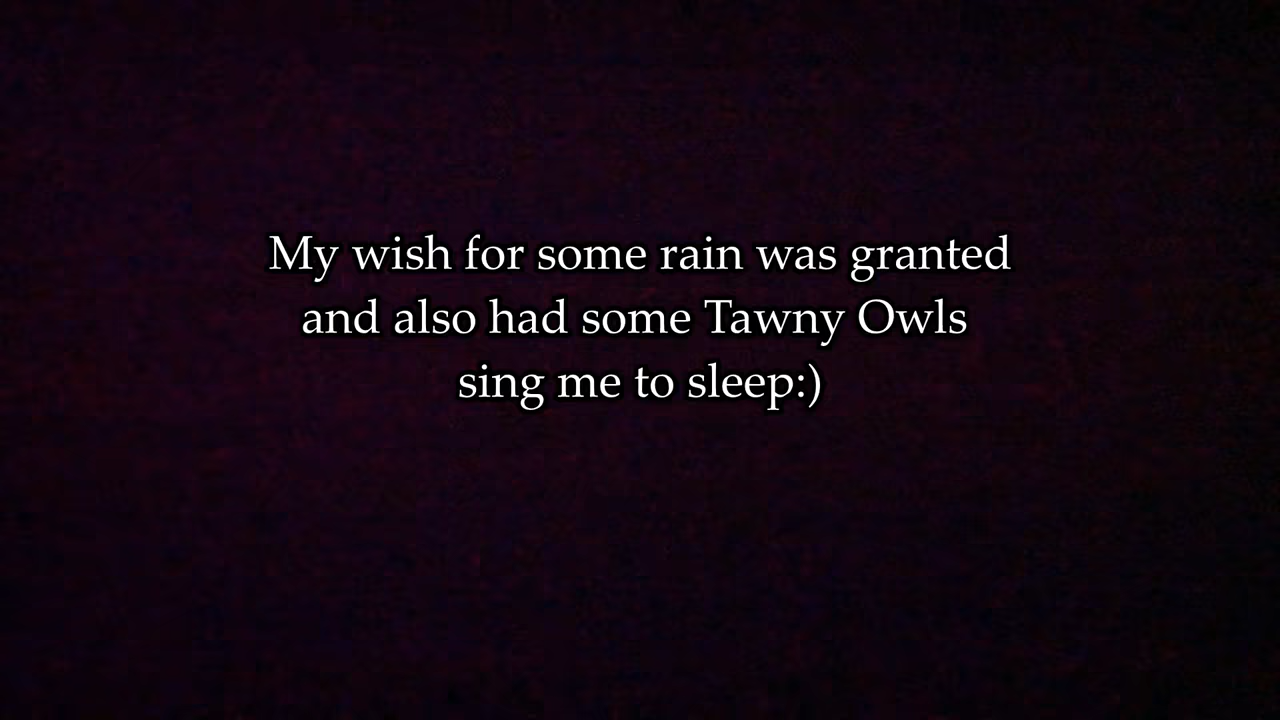 My wish for some rain was granted
and also had some Tawny Owls
sing me to sleep:)